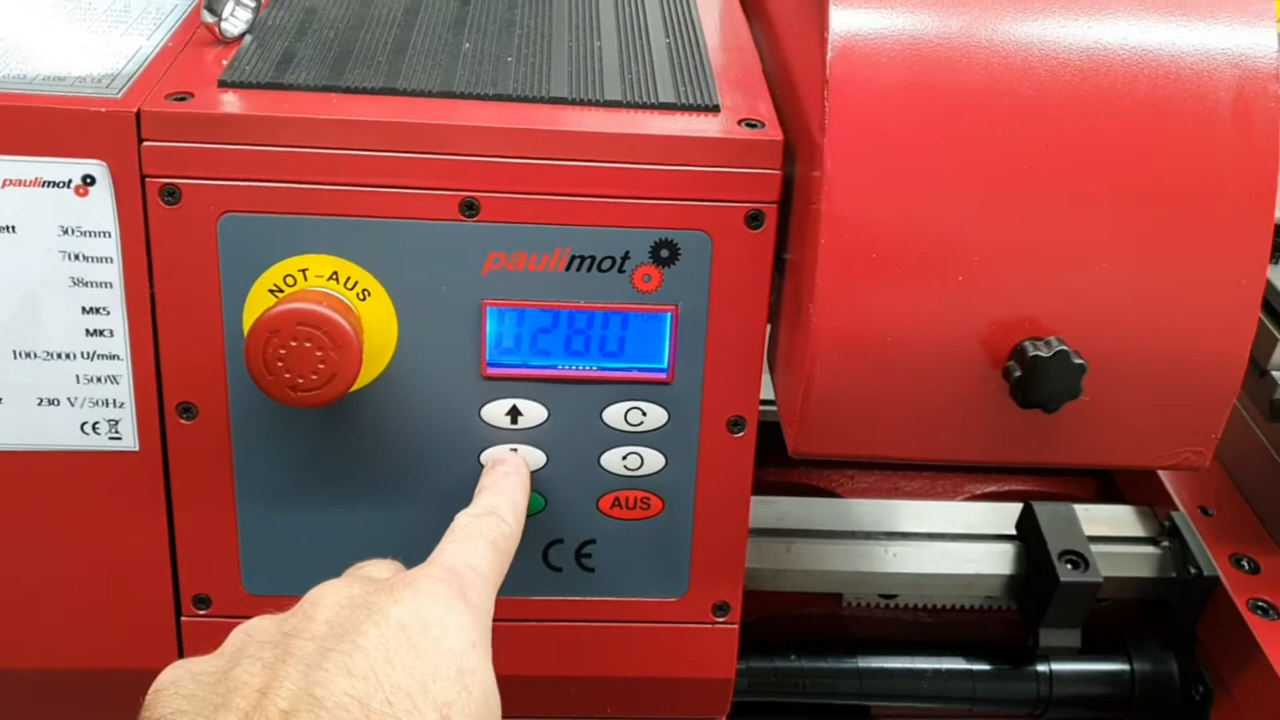 paulimot
ett 305mm
700mm
38mm
MK5
MK3
100-2000 U/min.
1500W
z 230 V/50Hz
CE
NOT-AUS
paulimot
0280
AUS
CE